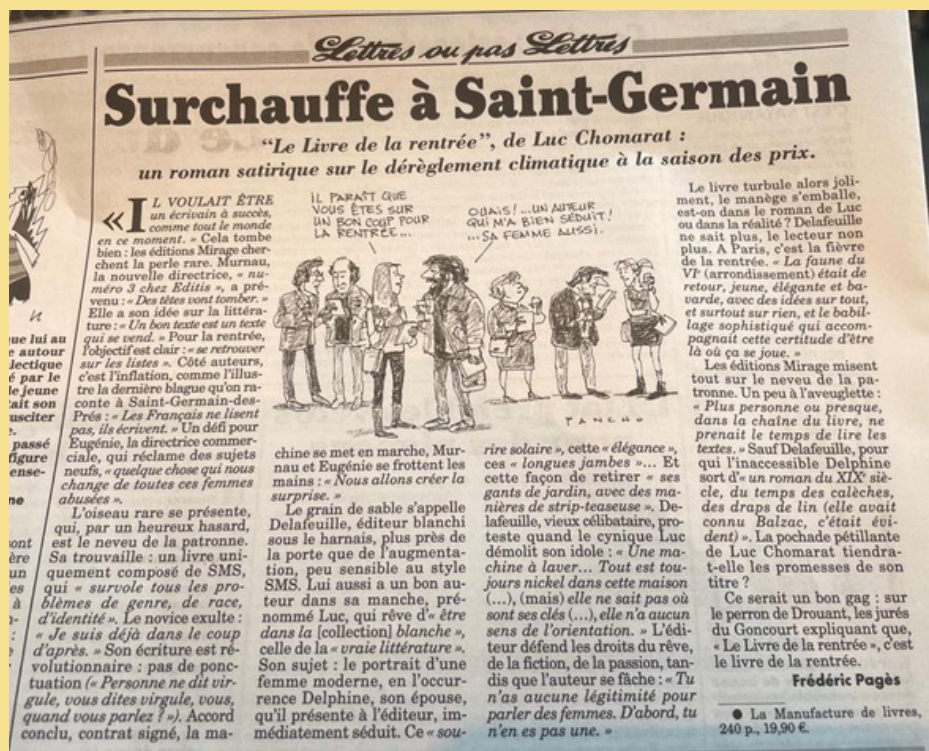 Lettres ou pas Lettres
Surchauffe à Saint-Germain
"Le Livre de la rentrée", de Luc Chomarat :
un roman satirique sur le dérèglement climatique à la saison des prix.
«IL VOULAIT ÊTRE
un écrivain à succès,
comme tout le monde
en ce moment. » Cela tombe
bien : les éditions Mirage cher-
chent la perle rare. Murnau,
la nouvelle directrice, « nu-
méro 3 chez Editis », a pré-
venu : « Des têtes vont tomber. »
Elle a son idée sur la littéra-
ture : « Un bon texte est un texte
qui se vend. » Pour la rentrée,
l'objectif est clair : « se retrouver
sur les listes ». Côté auteurs,
c'est l'inflation, comme l'illus-
tre la dernière blague qu'on ra-
conte à Saint-Germain-des-
Prés : « Les Français ne lisent
pas, ils écrivent. » Un défi pour
Eugénie, la directrice commer-
ciale, qui réclame des sujets
neufs, « quelque chose qui nous
change de toutes ces femmes
abusées ».
L'oiseau rare se présente,
qui, par un heureux hasard,
est le neveu de la patronne.
Sa trouvaille : un livre uni-
quement composé de SMS,
qui « survole tous les pro-
blèmes de genre, de race,
d'identité ». Le novice exulte :
« Je suis déjà dans le coup
d'après. » Son écriture est ré-
volutionnaire : pas de ponc-
tuation (« Personne ne dit vir-
gule, vous dites virgule, vous,
quand vous parlez ? »). Accord
conclu, contrat signé, la ma-
IL PARAÎT QUE
VOUS ÊTES SUR
UN BON COUP POUR
LA RENTRÉE...
OUAIS !... UN AUTEUR
QUI M'A BIEN SÉDUIT !
... SA FEMME AUSSI.
PANCHO
chine se met en marche, Mur-
nau et Eugénie se frottent les
mains : « Nous allons créer la
surprise. »
Le grain de sable s'appelle
Delafeuille, éditeur blanchi
sous le harnais, plus près de
la porte que de l'augmenta-
tion, peu sensible au style
SMS. Lui aussi a un bon au-
teur dans sa manche, pré-
nommé Luc, qui rêve d'« être
dans la [collection] blanche »,
celle de la « vraie littérature ».
Son sujet : le portrait d'une
femme moderne, en l'occur-
rence Delphine, son épouse,
qu'il présente à l'éditeur, im-
médiatement séduit. Ce « sou-
rire solaire », cette « élégance »,
ces « longues jambes »... Et
cette façon de retirer « ses
gants de jardin, avec des ma-
nières de strip-teaseuse ». De-
lafeuille, vieux célibataire, pro-
teste quand le cynique Luc
démolit son idole : « Une ma-
chine à laver... Tout est tou-
jours nickel dans cette maison
(...), (mais) elle ne sait pas où
sont ses clés (...), elle n'a aucun
sens de l'orientation. » L'édi-
teur défend les droits du rêve,
de la fiction, de la passion, tan-
dis que l'auteur se fâche : « Tu
n'as aucune légitimité pour
parler des femmes. D'abord, tu
n'en es pas une. »
Le livre turbule alors joli-
ment, le manège s'emballe,
est-on dans le roman de Luc
ou dans la réalité ? Delafeuille
ne sait plus, le lecteur non
plus. A Paris, c'est la fièvre
de la rentrée. « La faune du
VIe (arrondissement) était de
retour, jeune, élégante et ba-
varde, avec des idées sur tout,
et surtout sur rien, et le babil-
lage sophistiqué qui accom-
pagnait cette certitude d'être
là où ça se joue. »
Les éditions Mirage misent
tout sur le neveu de la pa-
tronne. Un peu à l'aveuglette :
« Plus personne ou presque,
dans la chaîne du livre, ne
prenait le temps de lire les
textes. » Sauf Delafeuille, pour
qui l'inaccessible Delphine
sort d'« un roman du XIXe siè-
cle, du temps des calèches,
des draps de lin (elle avait
connu Balzac, c'était évi-
dent) ». La pochade pétillante
de Luc Chomarat tiendra-
t-elle les promesses de son
titre ?
Ce serait un bon gag : sur
le perron de Drouant, les jurés
du Goncourt expliquant que,
« Le Livre de la rentrée », c'est
le livre de la rentrée.
Frédéric Pagès
● La Manufacture de livres,
240 p., 19,90 €.
ue lui au
e autour
lectique
é par le
le jeune
ait son
usciter
e.
passé
figure
ense-
ne
ont
ère
un
es
à
n-
: